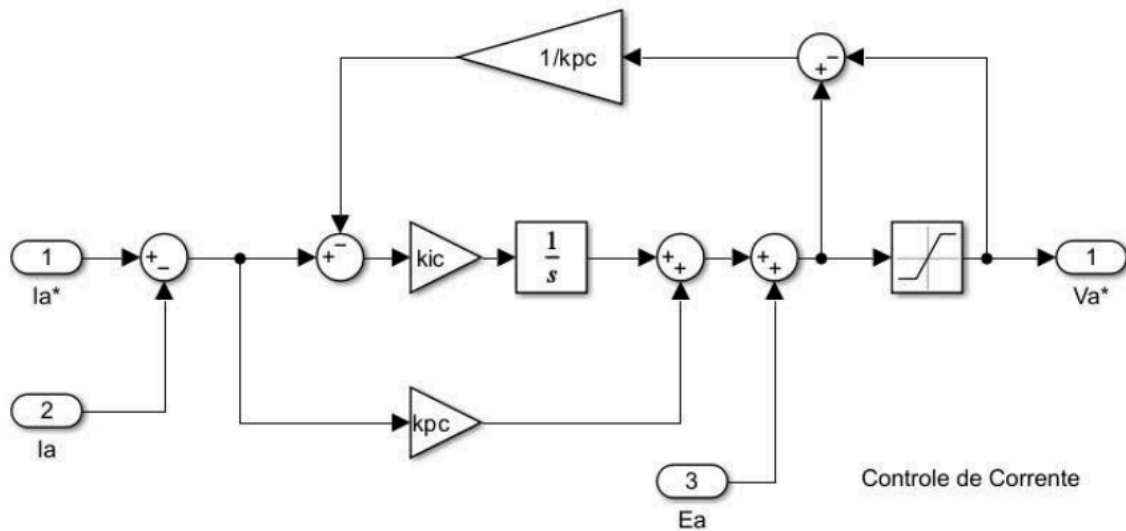 1/kpc
1
Ia*
kic
1
s
1
Va*
2
Ia
kpc
3
Ea
Controle de Corrente